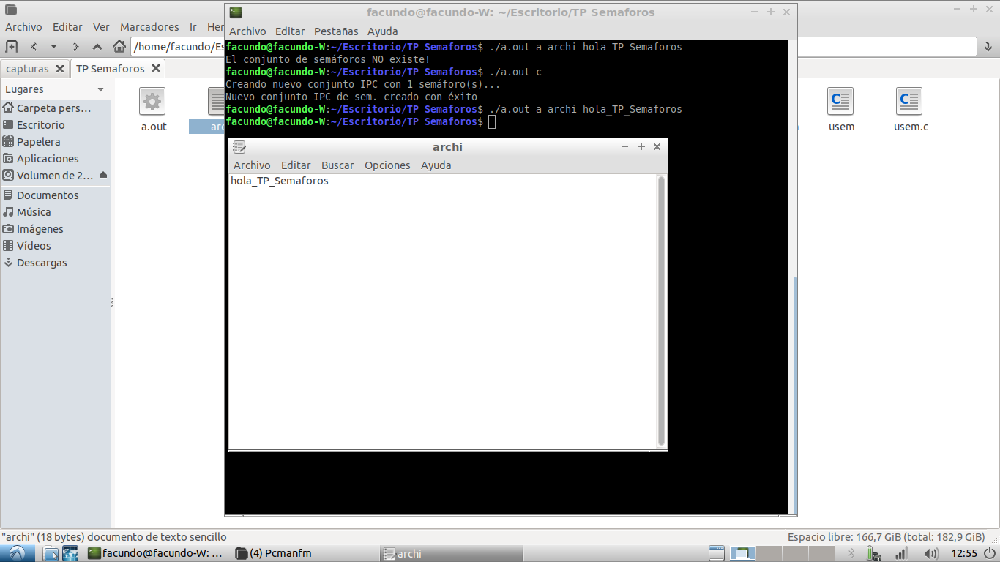 facundo@facundo-W: ~/Escritorio/TP Semaforos
Archivo Editar Ver Marcadores Ir
Archivo Editar Pestañas Ayuda
/home/facundo/Es
capturas TP Semaforos
Lugares
Carpeta pers...
Escritorio
Papelera
Aplicaciones
Volumen de 2...
Documentos
Música
Imágenes
Vídeos
Descargas
a.out
usem
usem.c
facundo@facundo-W:~/Escritorio/TP Semaforos$ ./a.out a archi hola_TP_Semaforos
El conjunto de semáforos NO existe!
facundo@facundo-W:~/Escritorio/TP Semaforos$ ./a.out c
Creando nuevo conjunto IPC con 1 semáforo(s)...
Nuevo conjunto IPC de sem. creado con éxito
facundo@facundo-W:~/Escritorio/TP Semaforos$ ./a.out a archi hola_TP_Semaforos
facundo@facundo-W:~/Escritorio/TP Semaforos$
archi
Archivo Editar Buscar Opciones Ayuda
hola_TP_Semaforos
"archi" (18 bytes) documento de texto sencillo
Espacio libre: 166,7 GiB (total: 182,9 GiB)
facundo@facundo-W: ...
(4) Pcmanfm
archi
12:55